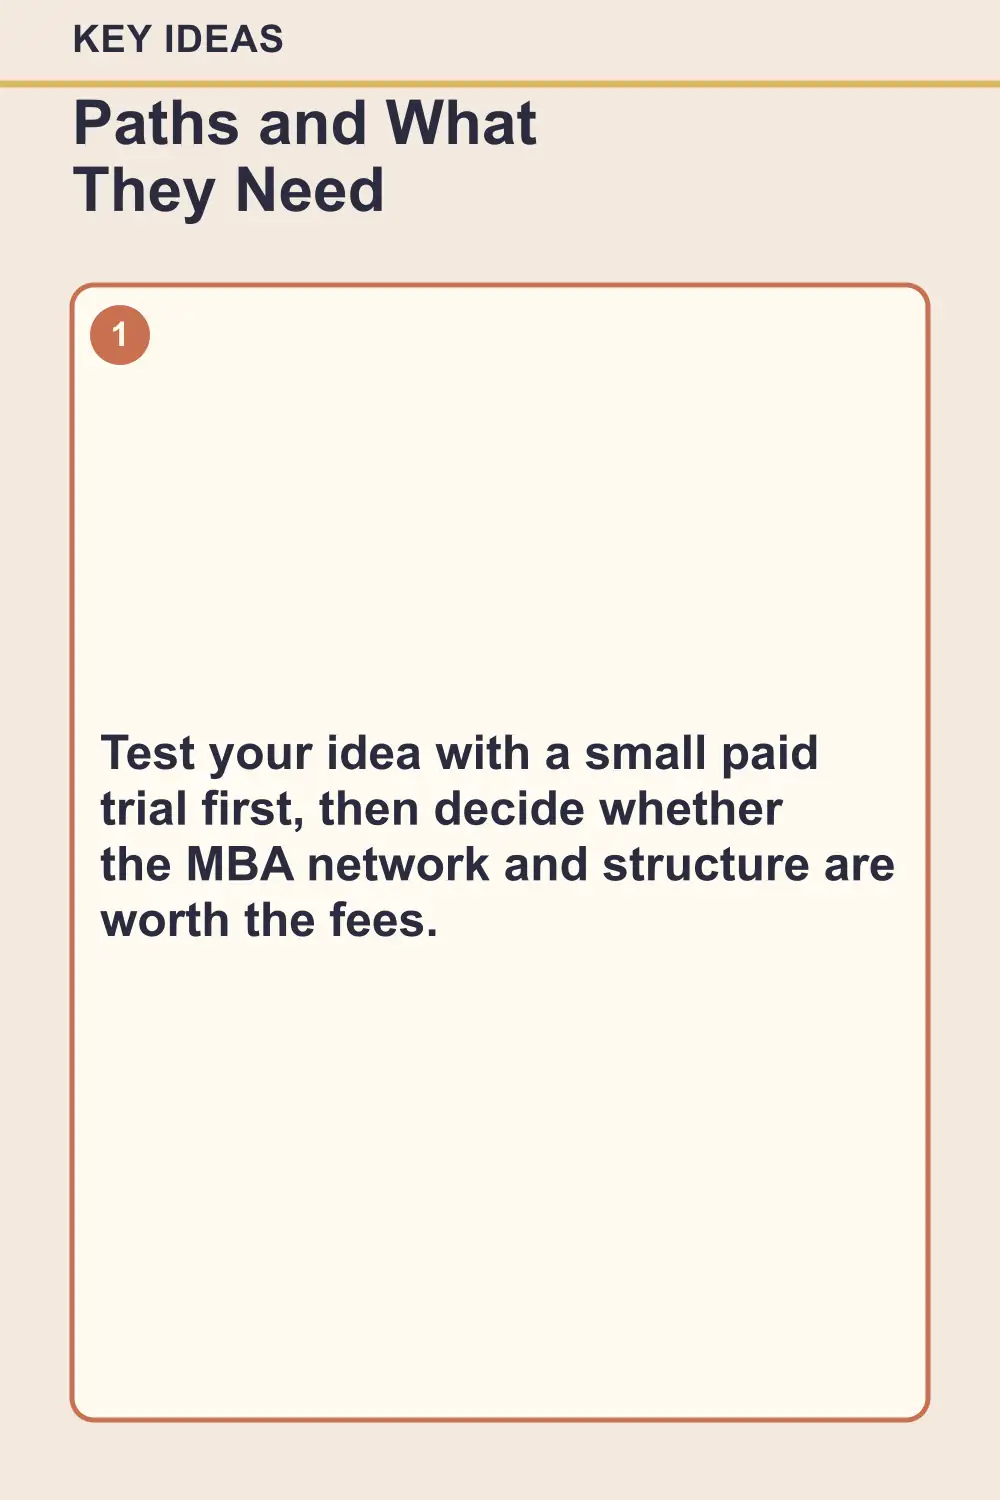 KEY IDEAS
Paths and What
They Need
1
Test your idea with a small paid
trial first, then decide whether
the MBA network and structure are
worth the fees.